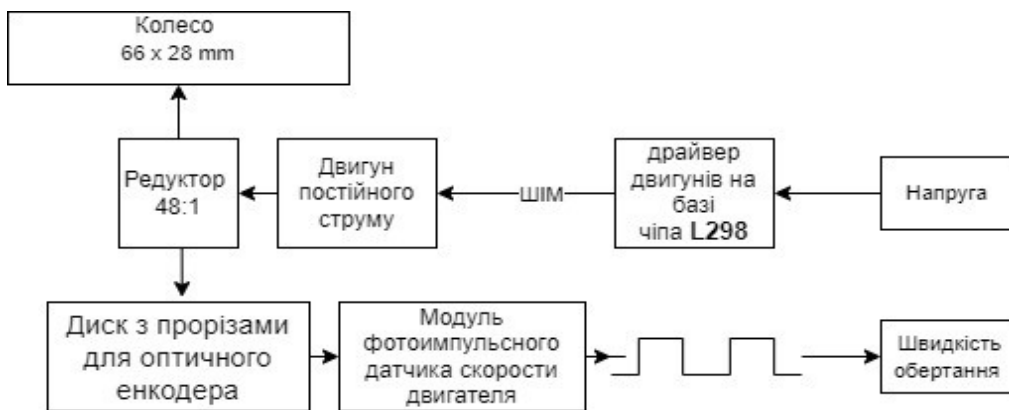 Колесо
66 x 28 mm
Редуктор
48:1
Двигун
постійного
струму
ШІМ
драйвер
двигунів на
базі
чіпа L298
Напруга
Диск з прорізами
для оптичного
енкодера
Модуль
фотоимпульсного
датчика скорости
двигателя
Швидкість
обертання